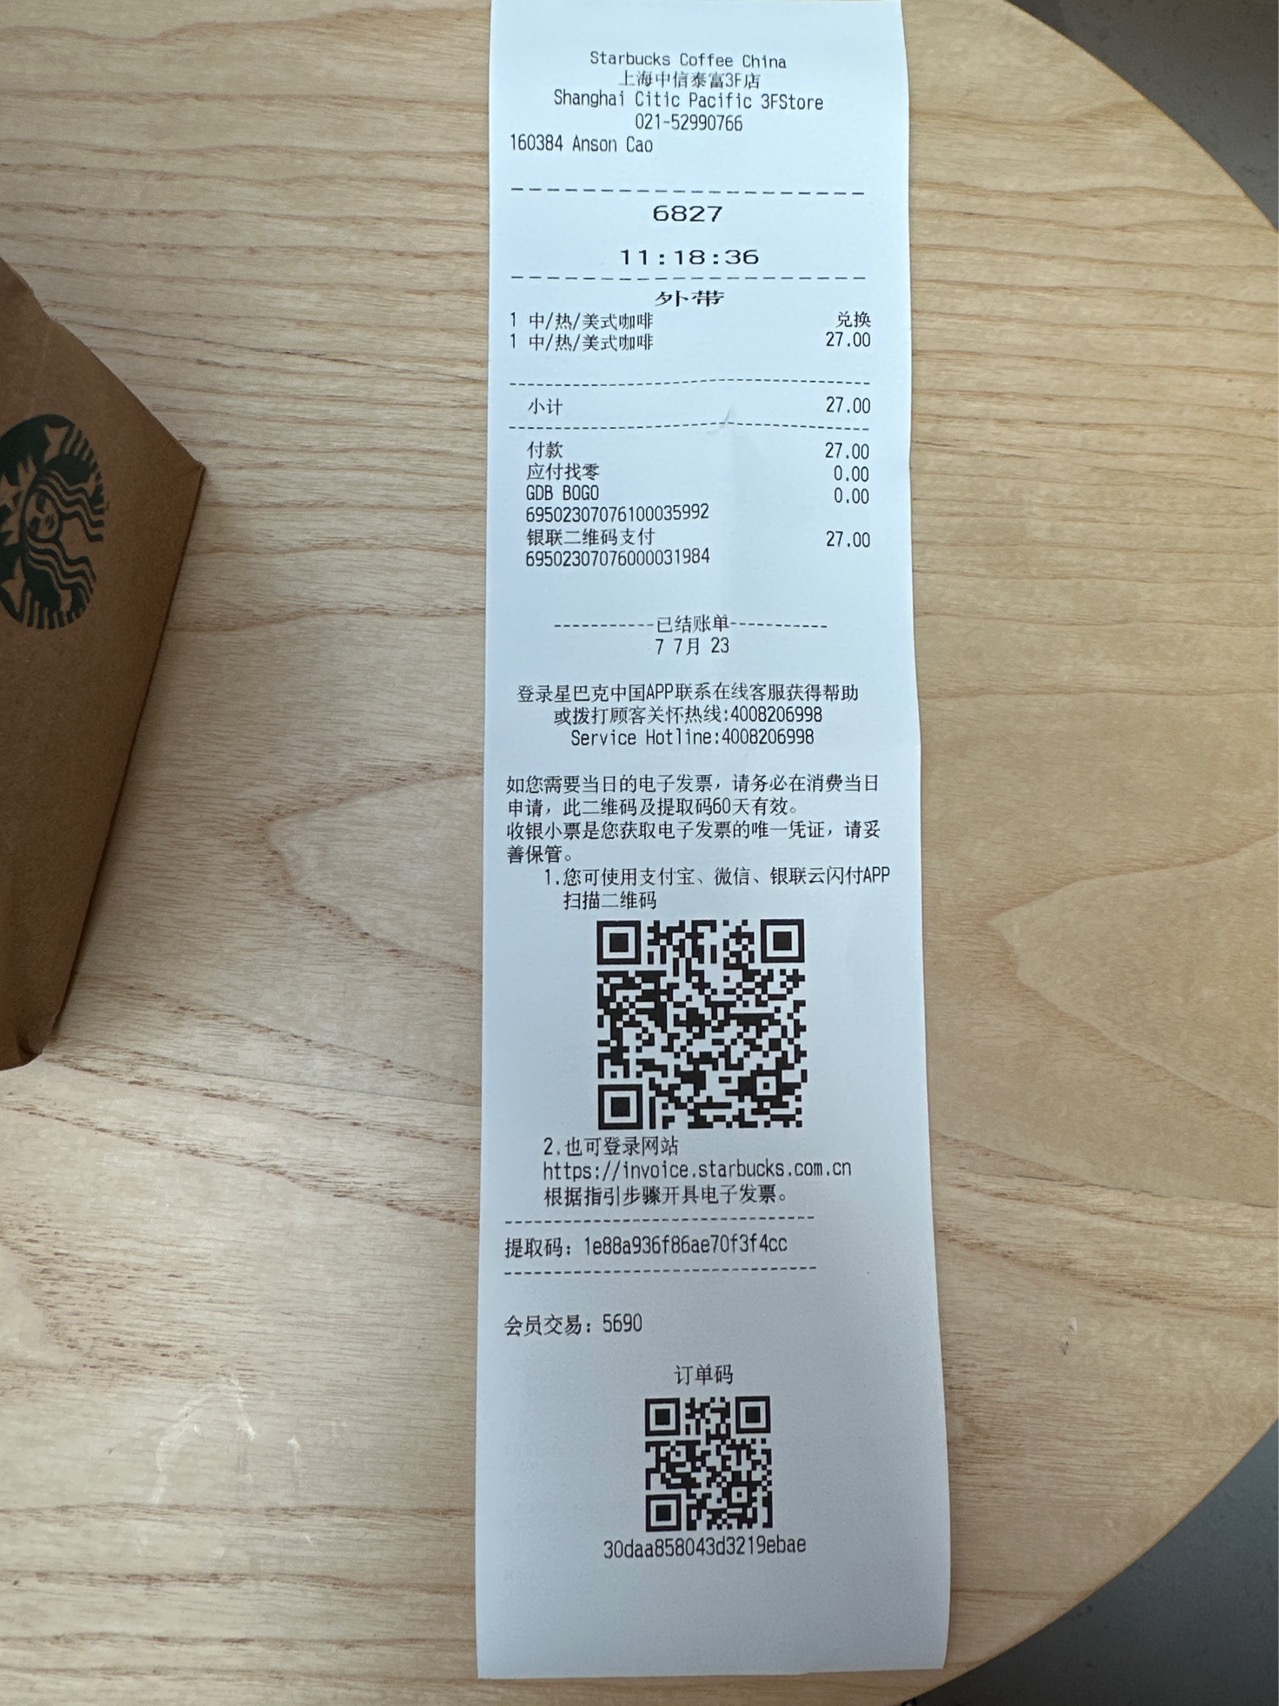 Starbucks Coffee China
上海中信泰富3F店
Shanghai Citic Pacific 3FStore
021-52990766
160384 Anson Cao
6827
11:18:36
外带
1 中/热/美式咖啡 兑换
1 中/热/美式咖啡 27.00
小计 27.00
付款 27.00
应付找零 0.00
GDB BOGO 0.00
69502307076100035992
银联二维码支付 27.00
69502307076000031984
-----------已结账单-----------
7 7月 23
登录星巴克中国APP联系在线客服获得帮助
或拨打顾客关怀热线:4008206998
Service Hotline:4008206998
如您需要当日的电子发票，请务必在消费当日
申请，此二维码及提取码60天有效。
收银小票是您获取电子发票的唯一凭证，请妥
善保管。
1.您可使用支付宝、微信、银联云闪付APP
扫描二维码
2.也可登录网站
https://invoice.starbucks.com.cn
根据指引步骤开具电子发票。
提取码：1e88a936f86ae70f3f4cc
会员交易：5690
订单码
30daa858043d3219ebae